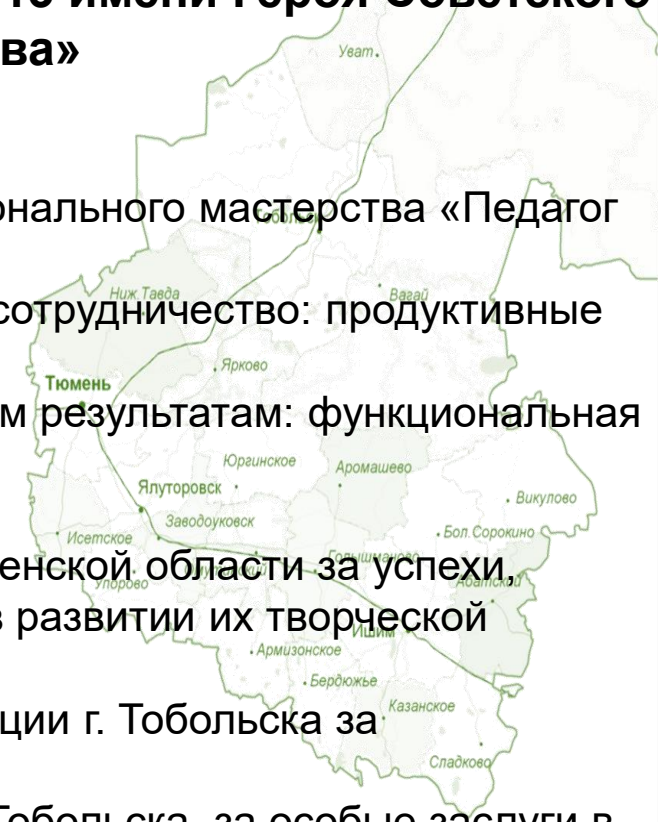 имени Героя Советского
ва»
Уват
онального мастерства «Педагог
Тобольск
Ниж.Тавда
Вагай
сотрудничество: продуктивные
Ярково
Тюмень
м результатам: функциональная
Юргинское
Аромашево
Ялуторовск
Викулово
Заводоуковск
Бол.Сорокино
Исетское
Голышманово
енской области за успехи,
Упорово
Омутинский
Абатский
в развитии их творческой
Ишим
Армизонское
Бердюжье
Казанское
ции г. Тобольска за
Сладково
Тобольска, за особые заслуги в